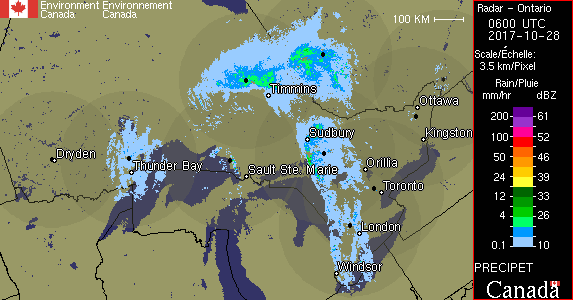 Environment Environnement
Canada Canada
100 KM
Radar - Ontario
0600 UTC
2017-10-28
Scale/Échelle:
3.5 km/Pixel
Rain/Pluie
mm/hr dBZ
200 61
100 52
50 46
24 39
12 33
4 26
0.1 10
PRECIPET
Canada
Timmins
Ottawa
Sudbury
Kingston
Dryden
Thunder Bay
Sault Ste. Marie
Orillia
Toronto
London
Windsor